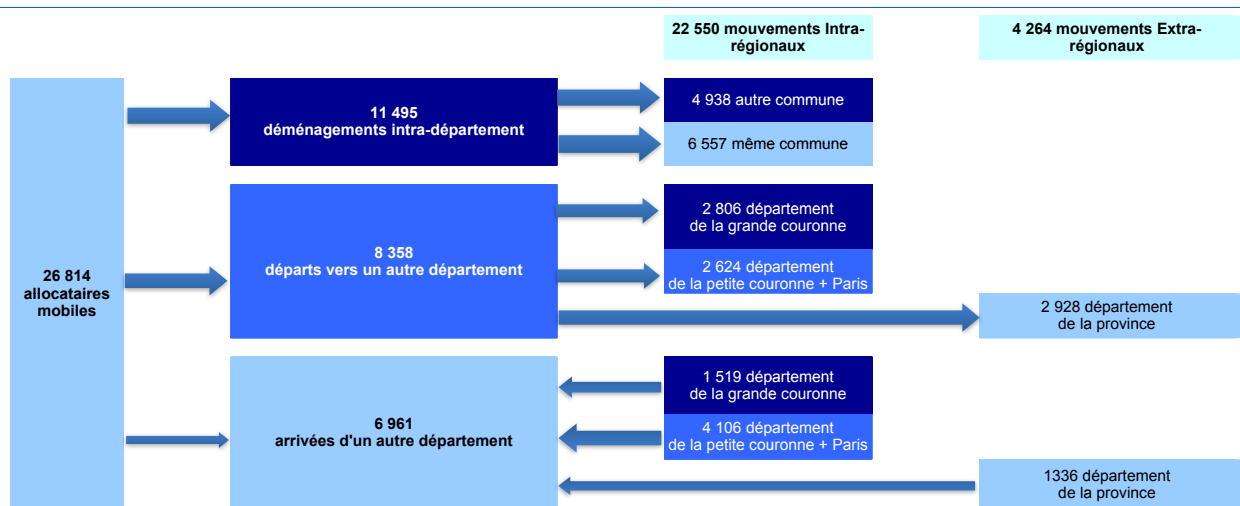 22 550 mouvements Intra-
régionaux
4 264 mouvements Extra-
régionaux
26 814
allocataires
mobiles
11 495
déménagements intra-département
4 938 autre commune
6 557 même commune
8 358
départs vers un autre département
2 806 département
de la grande couronne
2 624 département
de la petite couronne + Paris
2 928 département
de la province
6 961
arrivées d'un autre département
1 519 département
de la grande couronne
4 106 département
de la petite couronne + Paris
1336 département
de la province